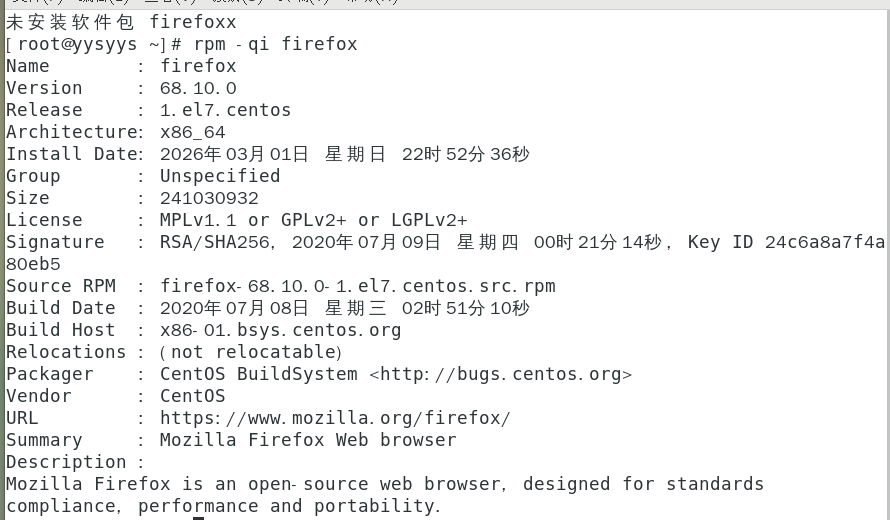 未安装软件包 firefoxx
[root@yysyys ~]# rpm -qi firefox
Name        : firefox
Version     : 68.10.0
Release     : 1.el7.centos
Architecture: x86_64
Install Date: 2026年03月01日 星期日 22时52分36秒
Group       : Unspecified
Size        : 241030932
License     : MPLv1.1 or GPLv2+ or LGPLv2+
Signature   : RSA/SHA256, 2020年07月09日 星期四 00时21分14秒, Key ID 24c6a8a7f4a
80eb5
Source RPM  : firefox-68.10.0-1.el7.centos.src.rpm
Build Date  : 2020年07月08日 星期三 02时51分10秒
Build Host  : x86-01.bsys.centos.org
Relocations : (not relocatable)
Packager    : CentOS BuildSystem <http://bugs.centos.org>
Vendor      : CentOS
URL         : https://www.mozilla.org/firefox/
Summary     : Mozilla Firefox Web browser
Description :
Mozilla Firefox is an open-source web browser, designed for standards
compliance, performance and portability.